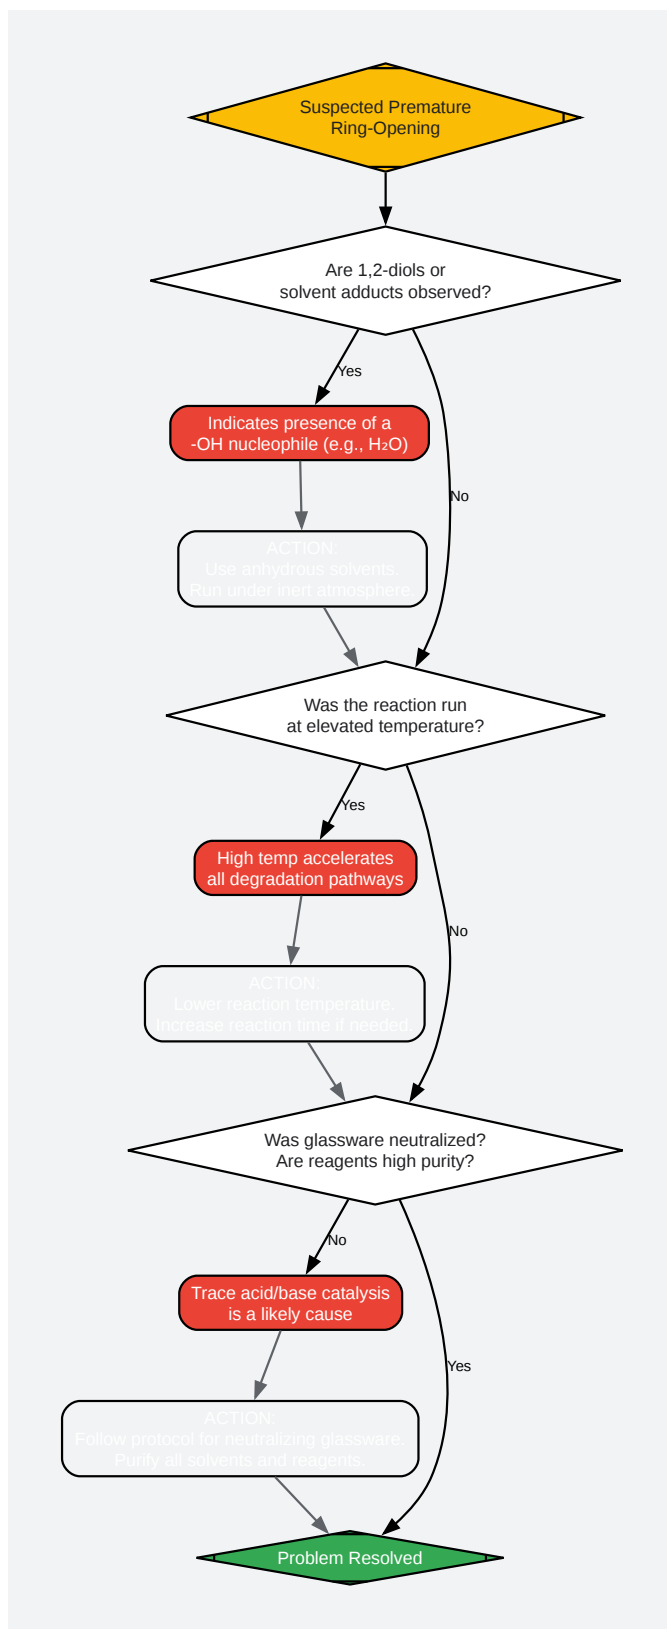 Suspected Premature
Ring-Opening
Are 1,2-diols or
solvent adducts observed?
Yes
Indicates presence of a
-OH nucleophile (e.g., H₂O)
No
ACTION:
Use anhydrous solvents.
Run under inert atmosphere.
Was the reaction run
at elevated temperature?
Yes
High temp accelerates
all degradation pathways
No
ACTION:
Lower reaction temperature.
Increase reaction time if needed.
Was glassware neutralized?
Are reagents high purity?
No
Trace acid/base catalysis
is a likely cause
Yes
ACTION:
Follow protocol for neutralizing glassware.
Purify all solvents and reagents.
Problem Resolved